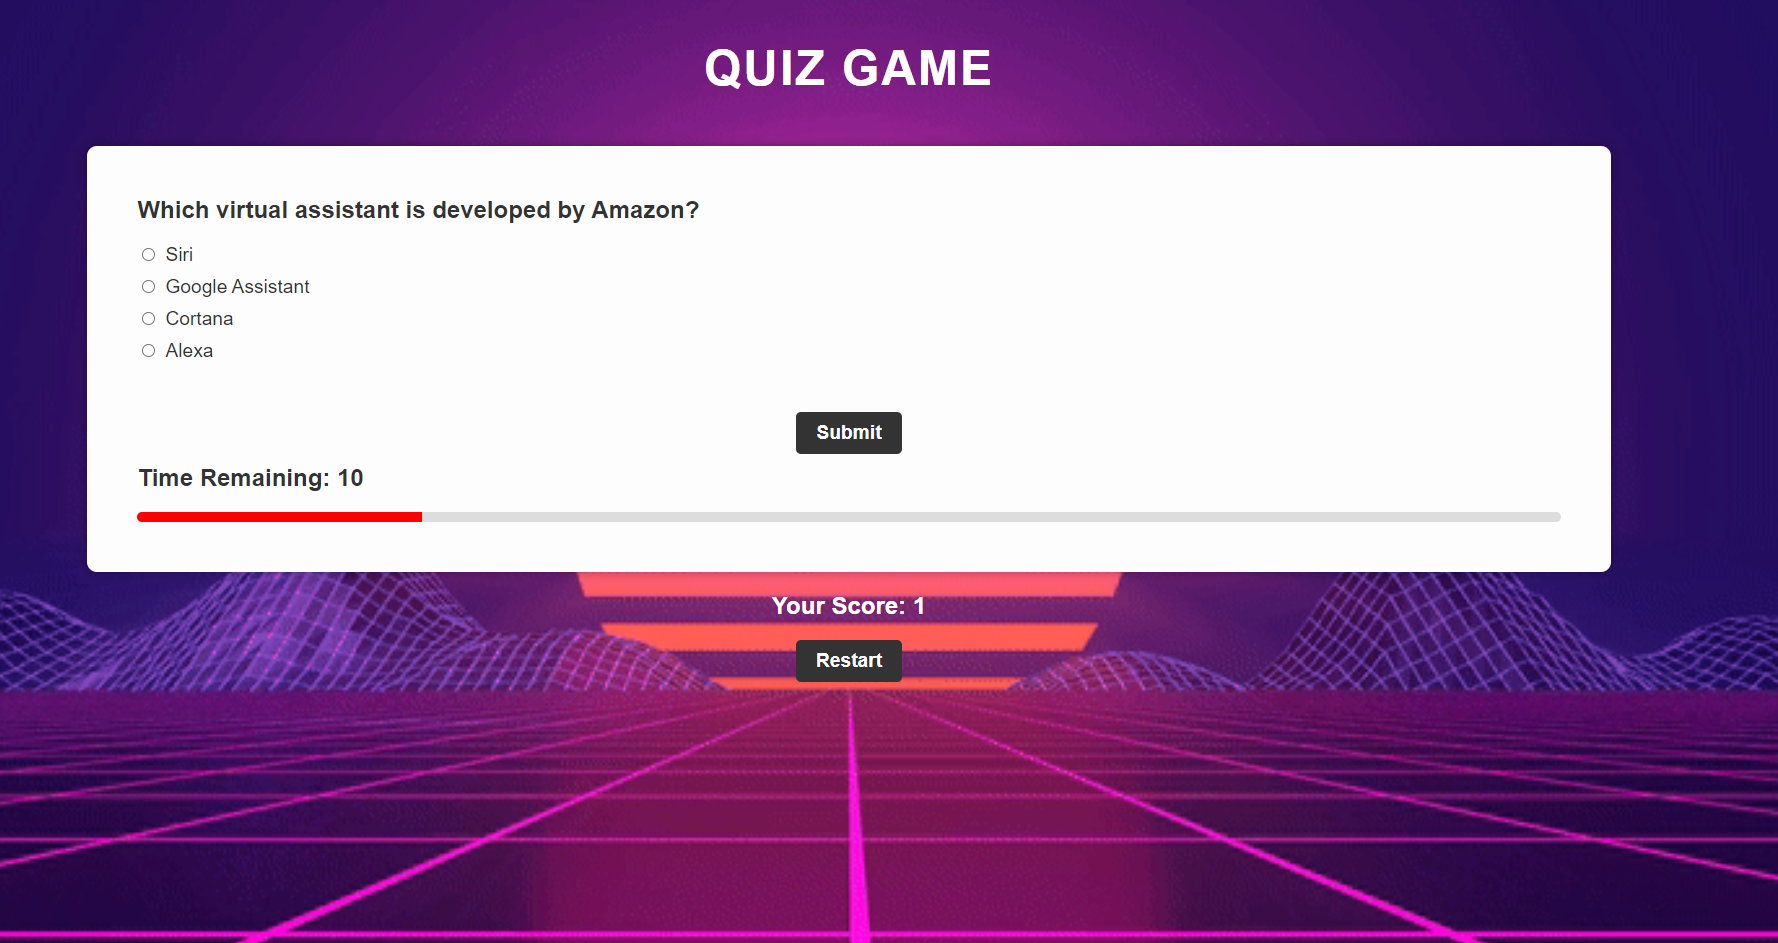 QUIZ GAME
Which virtual assistant is developed by Amazon?
Siri
Google Assistant
Cortana
Alexa
Submit
Time Remaining: 10
Your Score: 1
Restart